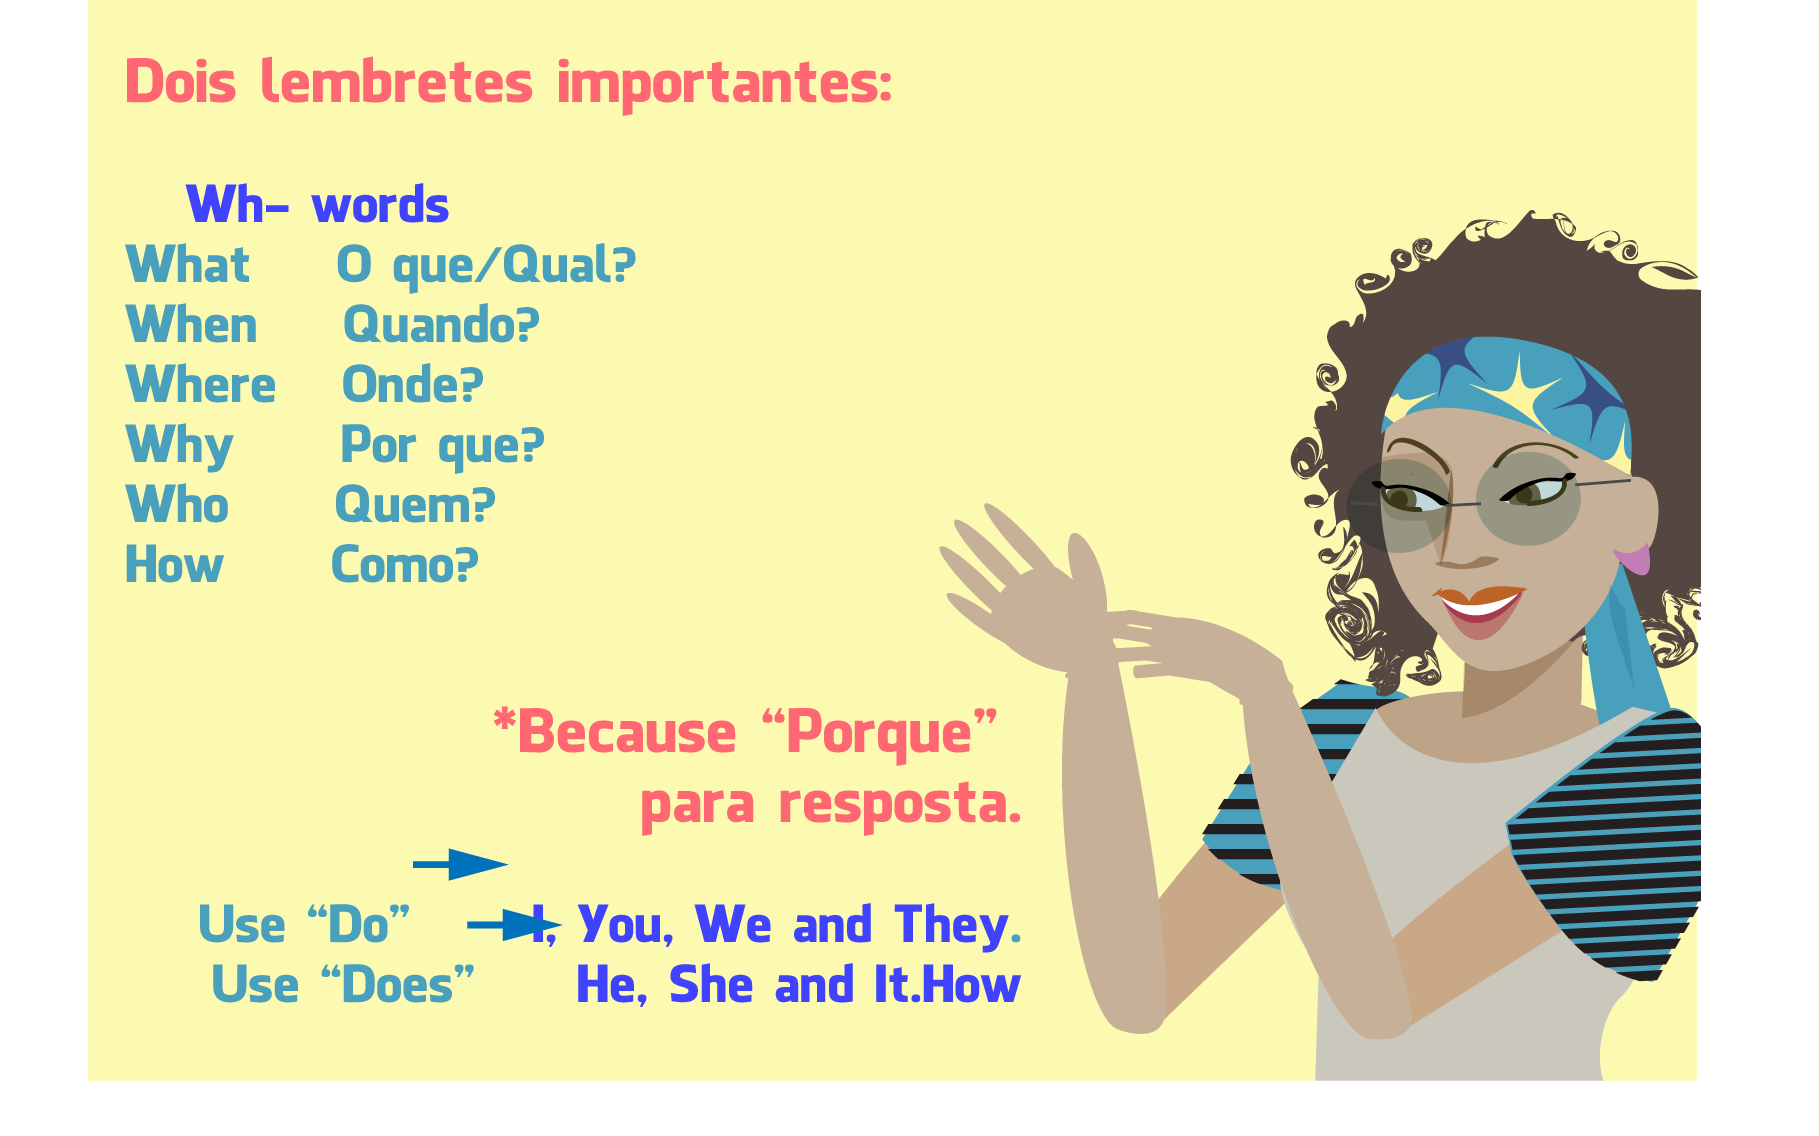 Dois lembretes importantes:
Wh- words
What O que/Qual?
When Quando?
Where Onde?
Why Por que?
Who Quem?
How Como?
*Because “Porque”
para resposta.
Use “Do” I, You, We and They.
Use “Does” He, She and It.How